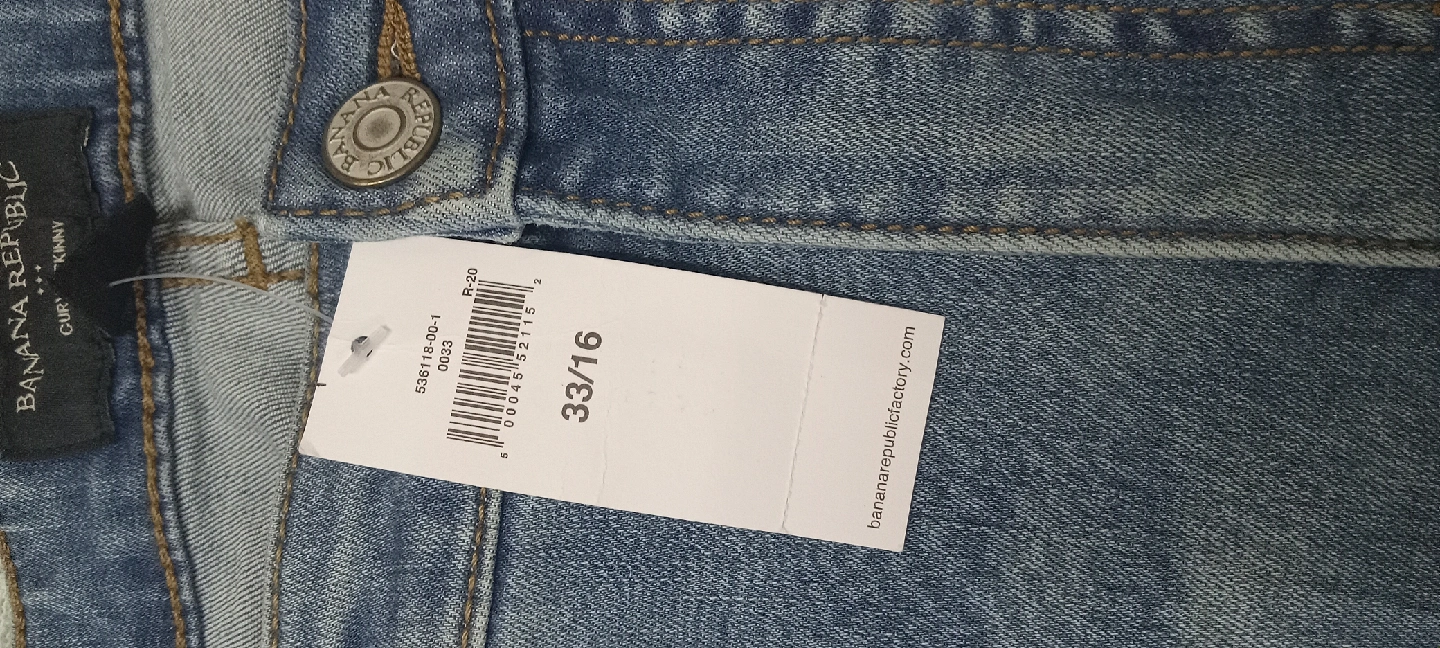 BANANA REPUBLIC
BANANA REPUBLIC
536118-00-1
0033
R-20
5 00045 52115 2
33/16
bananarepublicfactory.com